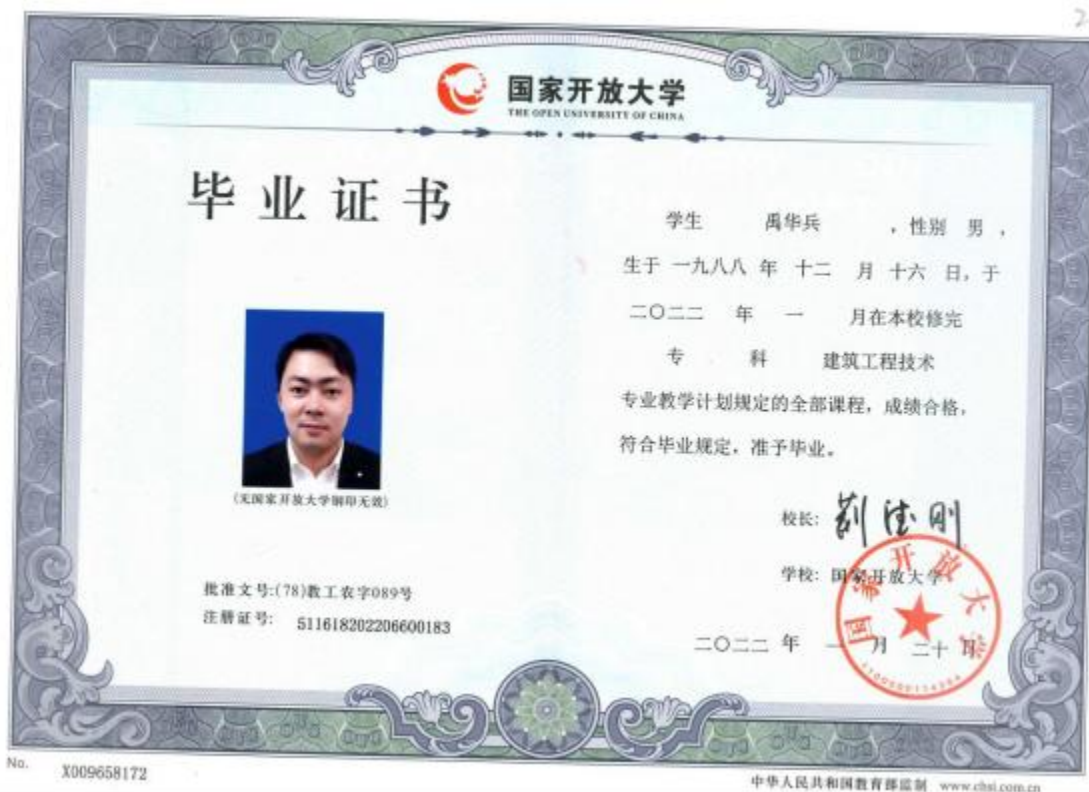 国家开放大学
THE OPEN UNIVERSITY OF CHINA
毕业证书
(无国家开放大学钢印无效)
批准文号:(78)教工农字089号
注册证号: 511618202206600183
学生 禹华兵 ，性别 男 ，
生于 一九八八 年 十二 月 十六 日，于
二〇二二 年 一 月在本校修完
专 科 建筑工程技术
专业教学计划规定的全部课程，成绩合格，
符合毕业规定，准予毕业。
校长:
学校: 国家开放大学
二〇二二 年 一 月 二十 日
国家开放大学
No. X009658172
中华人民共和国教育部监制 www.chsi.com.cn